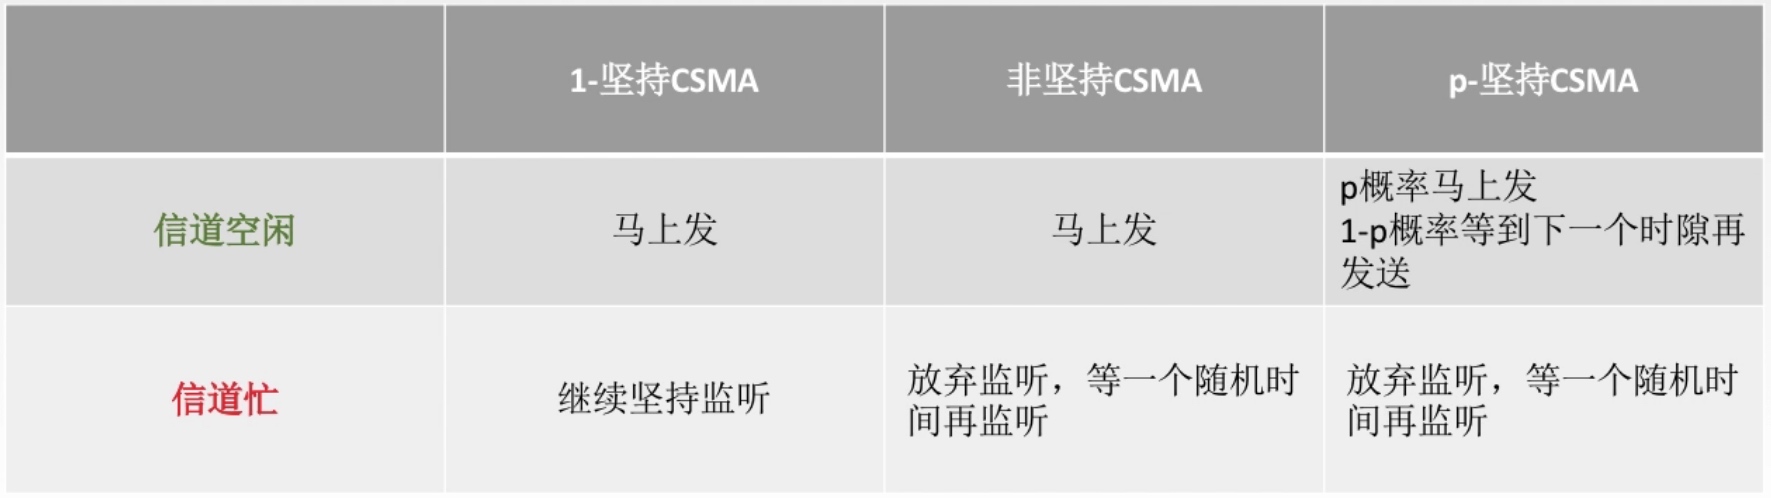 1-坚持CSMA
非坚持CSMA
p-坚持CSMA
信道空闲
马上发
马上发
p概率马上发
1-p概率等到下一个时隙再
发送
信道忙
继续坚持监听
放弃监听，等一个随机时
间再监听
放弃监听，等一个随机时
间再监听